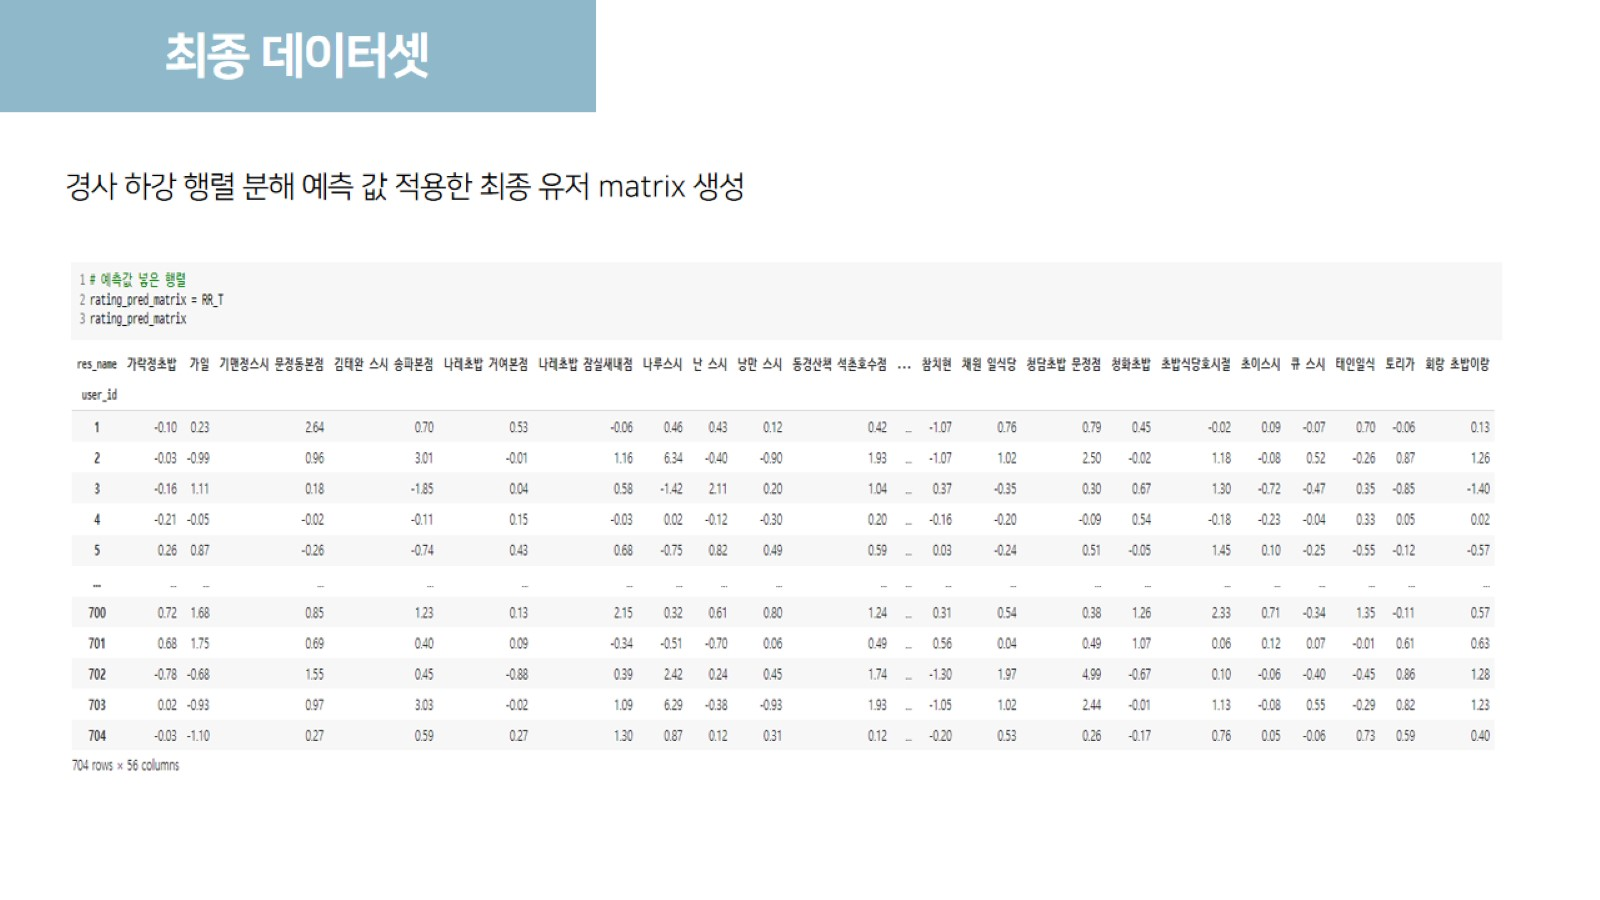 최종 데이터셋
경사 하강 행렬 분해 예측 값 적용한 최종 유저 matrix 생성
1 # 예측값 넣은 행렬
2 rating_pred_matrix = RR_T
3 rating_pred_matrix
res_name 가락정초밥 가일 기맨정스시 문정동본점 김태완 스시 송파본점 나레초밥 거여본점 나레초밥 잠실새내점 나루스시 난 스시 낭만 스시 동경산책 석촌호수점 ... 참치현 채원 일식당 청담초밥 문정점 청화초밥 초밥식당호시절 초이스시 큐 스시 태인일식 토리가 회랑 초밥이랑
user_id
1 -0.10 0.23 2.64 0.70 0.53 -0.06 0.46 0.43 0.12 0.42 ... -1.07 0.76 0.79 0.45 -0.02 0.09 -0.07 0.70 -0.06 0.13
2 -0.03 -0.99 0.96 3.01 -0.01 1.16 6.34 -0.40 -0.90 1.93 ... -1.07 1.02 2.50 -0.02 1.18 -0.08 0.52 -0.26 0.87 1.26
3 -0.16 1.11 0.18 -1.85 0.04 0.58 -1.42 2.11 0.20 1.04 ... 0.37 -0.35 0.30 0.67 1.30 -0.72 -0.47 0.35 -0.85 -1.40
4 -0.21 -0.05 -0.02 -0.11 0.15 -0.03 0.02 -0.12 -0.30 0.20 ... -0.16 -0.20 -0.09 0.54 -0.18 -0.23 -0.04 0.33 0.05 0.02
5 0.26 0.87 -0.26 -0.74 0.43 0.68 -0.75 0.82 0.49 0.59 ... 0.03 -0.24 0.51 -0.05 1.45 0.10 -0.25 -0.55 -0.12 -0.57
... ... ... ... ... ... ... ... ... ... ... ... ... ... ... ... ... ... ... ... ... ...
700 0.72 1.68 0.85 1.23 0.13 2.15 0.32 0.61 0.80 1.24 ... 0.31 0.54 0.38 1.26 2.33 0.71 -0.34 1.35 -0.11 0.57
701 0.68 1.75 0.69 0.40 0.09 -0.34 -0.51 -0.70 0.06 0.49 ... 0.56 0.04 0.49 1.07 0.06 0.12 0.07 -0.01 0.61 0.63
702 -0.78 -0.68 1.55 0.45 -0.88 0.39 2.42 0.24 0.45 1.74 ... -1.30 1.97 4.99 -0.67 0.10 -0.06 -0.40 -0.45 0.86 1.28
703 0.02 -0.93 0.97 3.03 -0.02 1.09 6.29 -0.38 -0.93 1.93 ... -1.05 1.02 2.44 -0.01 1.13 -0.08 0.55 -0.29 0.82 1.23
704 -0.03 -1.10 0.27 0.59 0.27 1.30 0.87 0.12 0.31 0.12 ... -0.20 0.53 0.26 -0.17 0.76 0.05 -0.06 0.73 0.59 0.40
704 rows × 56 columns